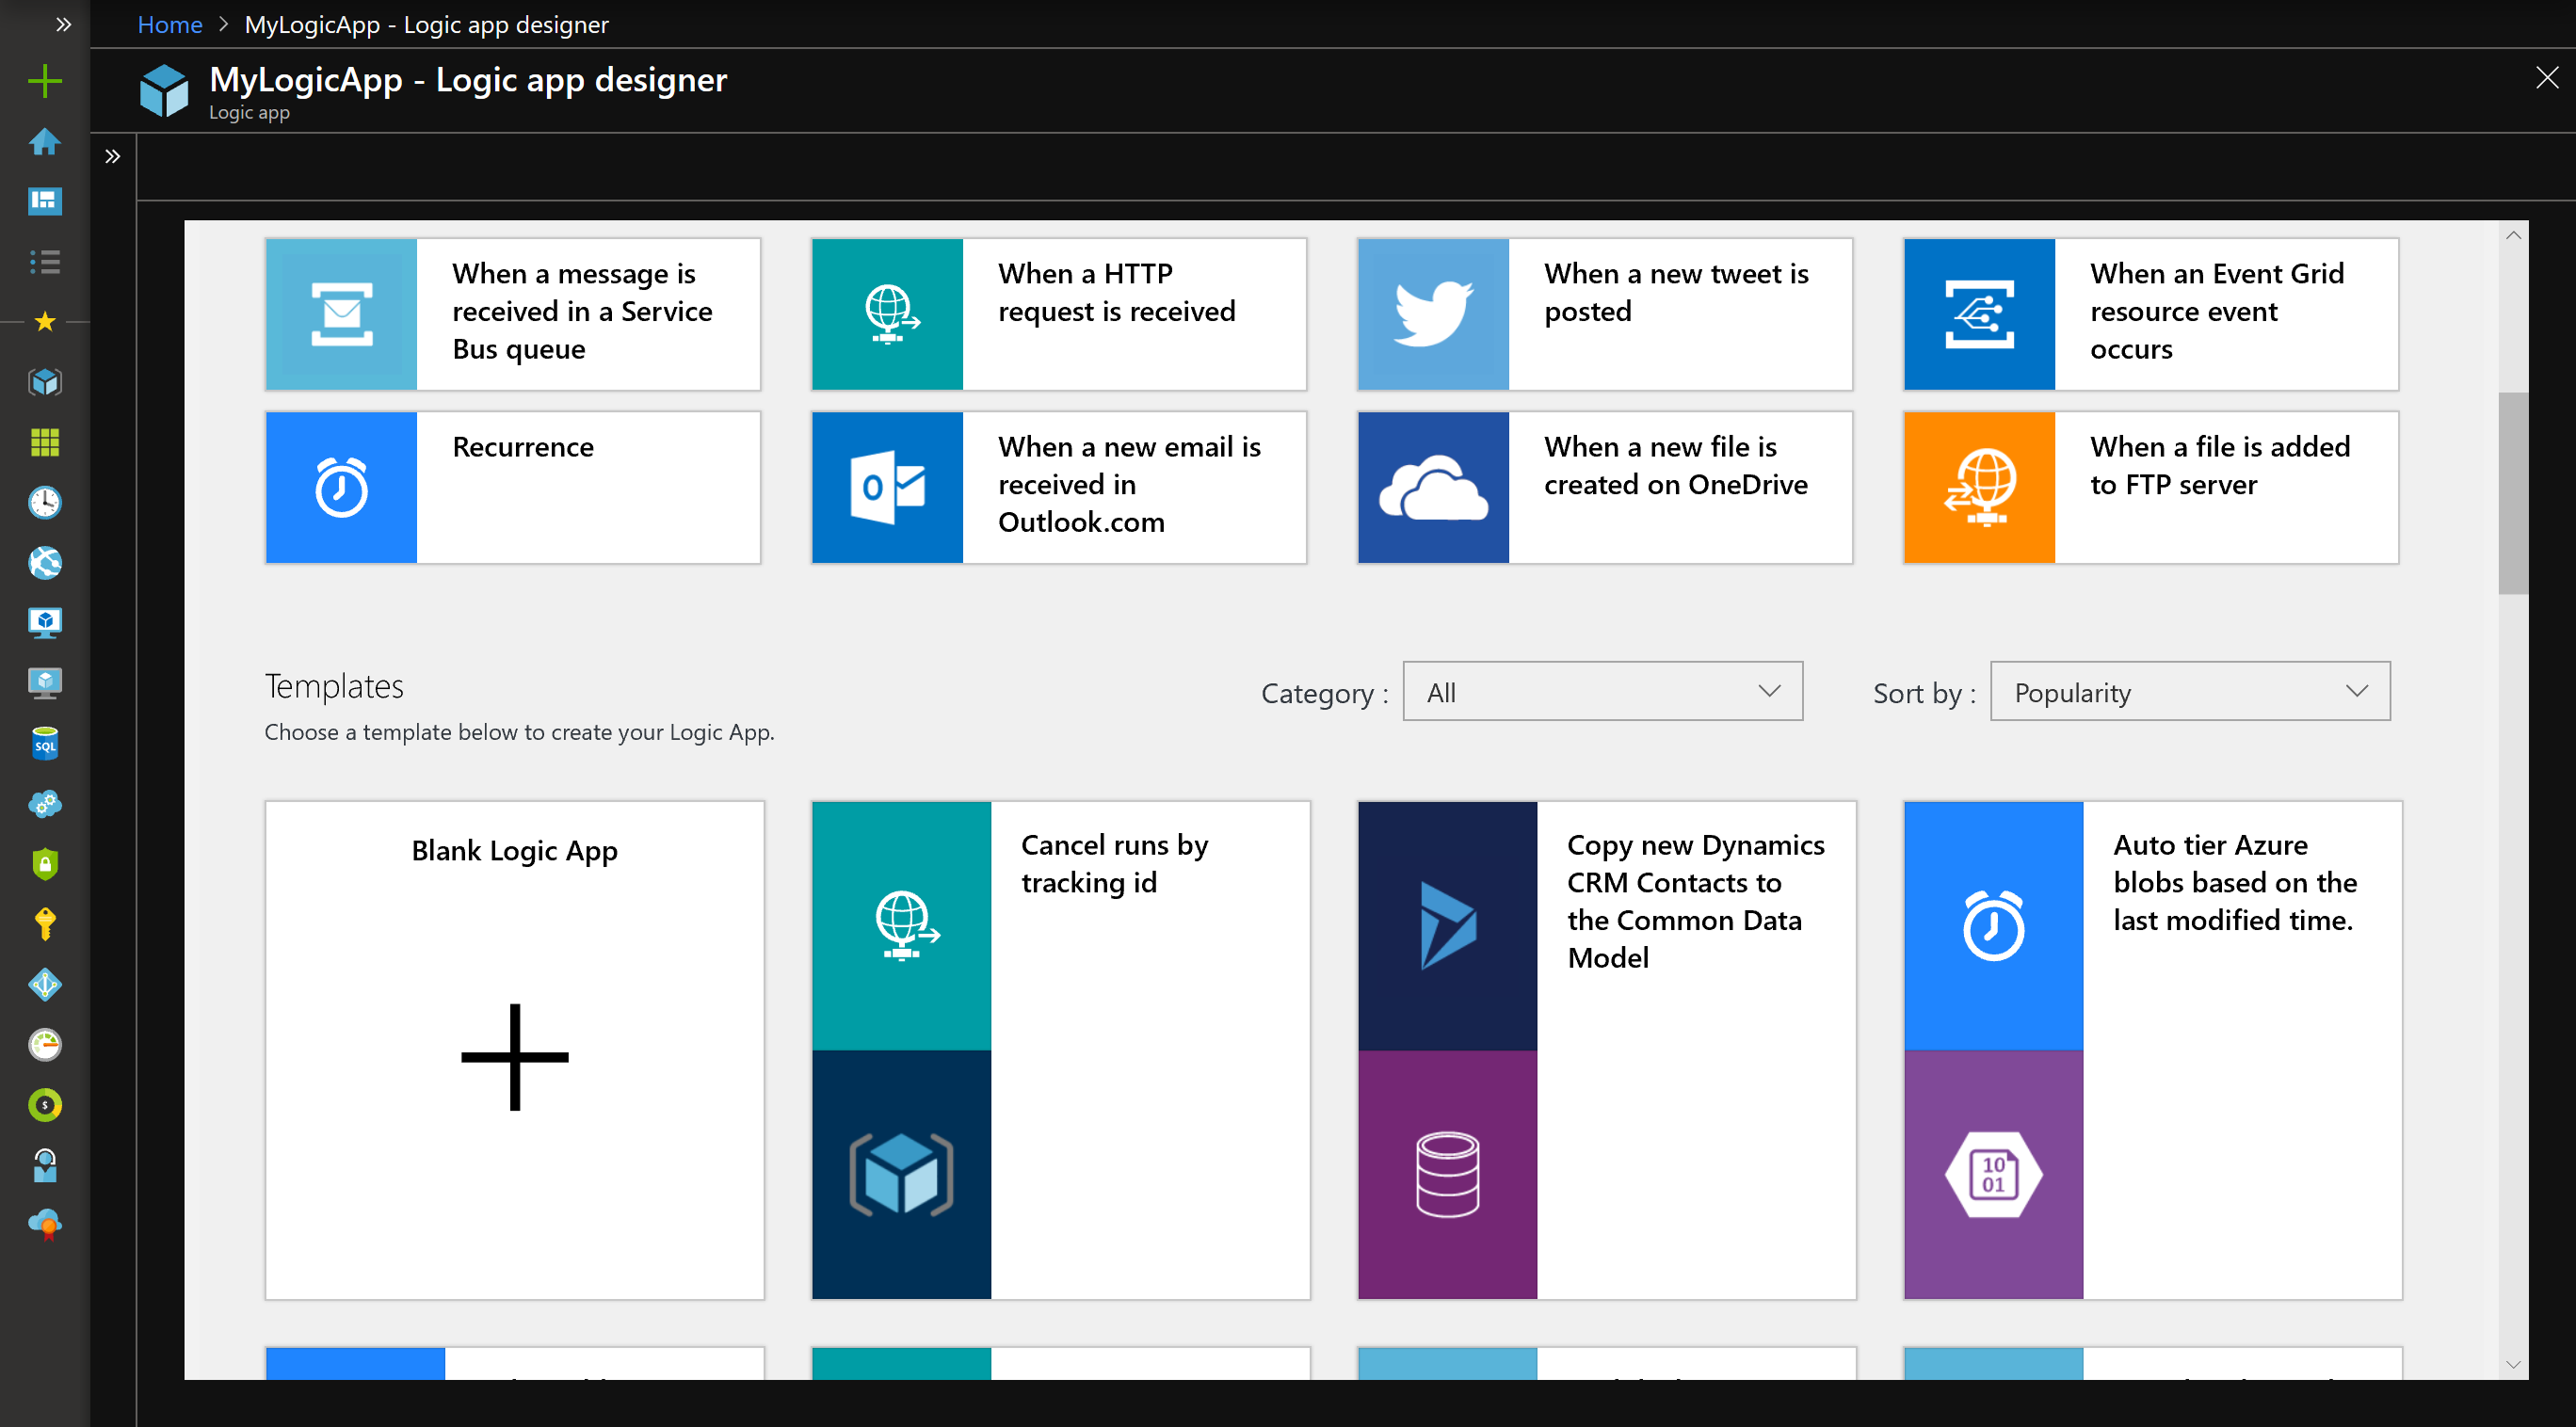 Home > MyLogicApp - Logic app designer
MyLogicApp - Logic app designer
Logic app
When a message is
received in a Service
Bus queue
When a HTTP
request is received
When a new tweet is
posted
When an Event Grid
resource event
occurs
Recurrence
When a new email is
received in
Outlook.com
When a new file is
created on OneDrive
When a file is added
to FTP server
Templates
Choose a template below to create your Logic App.
Category : All
Sort by : Popularity
Blank Logic App
Cancel runs by
tracking id
Copy new Dynamics
CRM Contacts to
the Common Data
Model
Auto tier Azure
blobs based on the
last modified time.
SQL
10
01